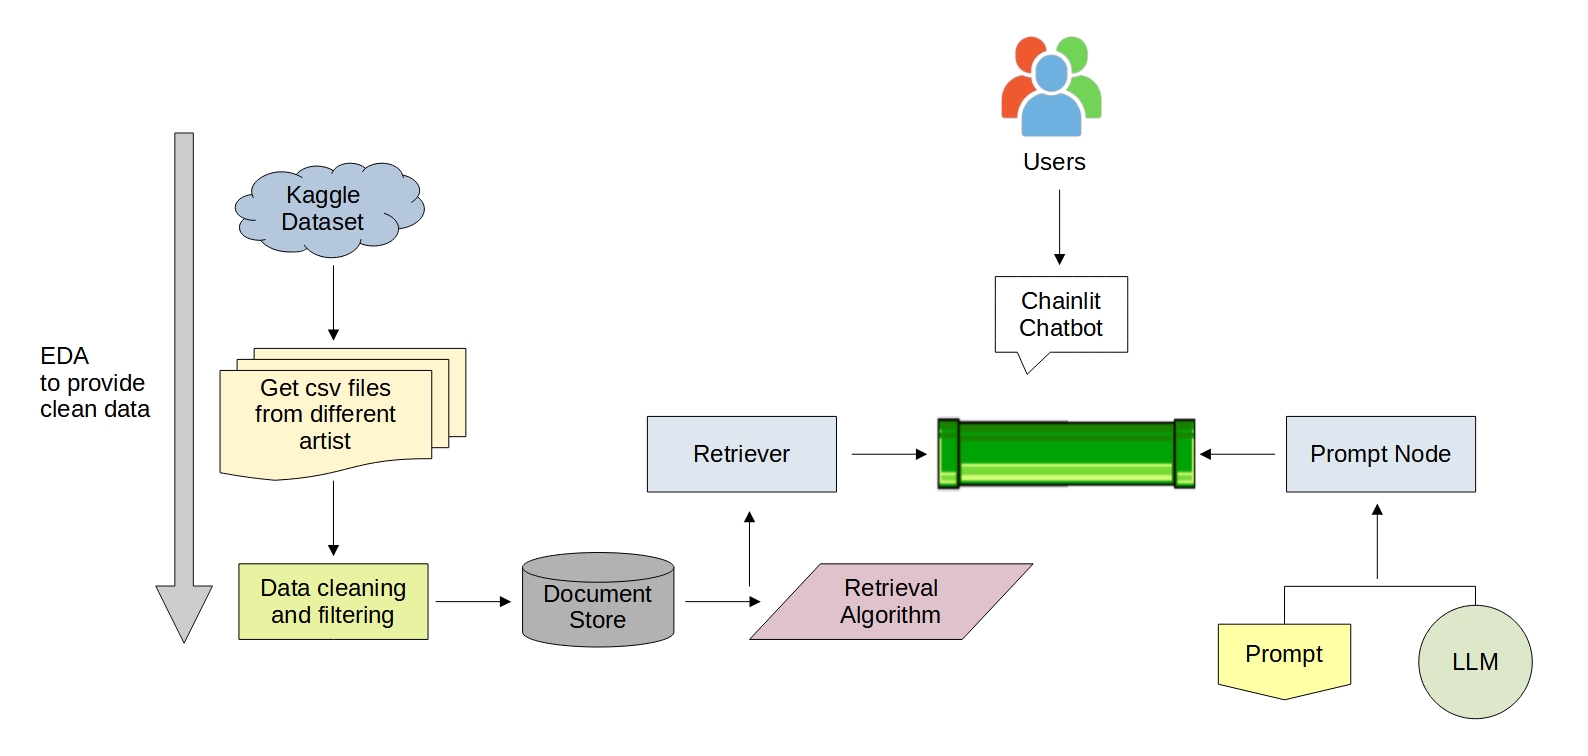 Users
Kaggle
Dataset
Chainlit
Chatbot
EDA
to provide
clean data
Get csv files
from different
artist
Retriever
Prompt Node
Data cleaning
and filtering
Document
Store
Retrieval
Algorithm
Prompt
LLM